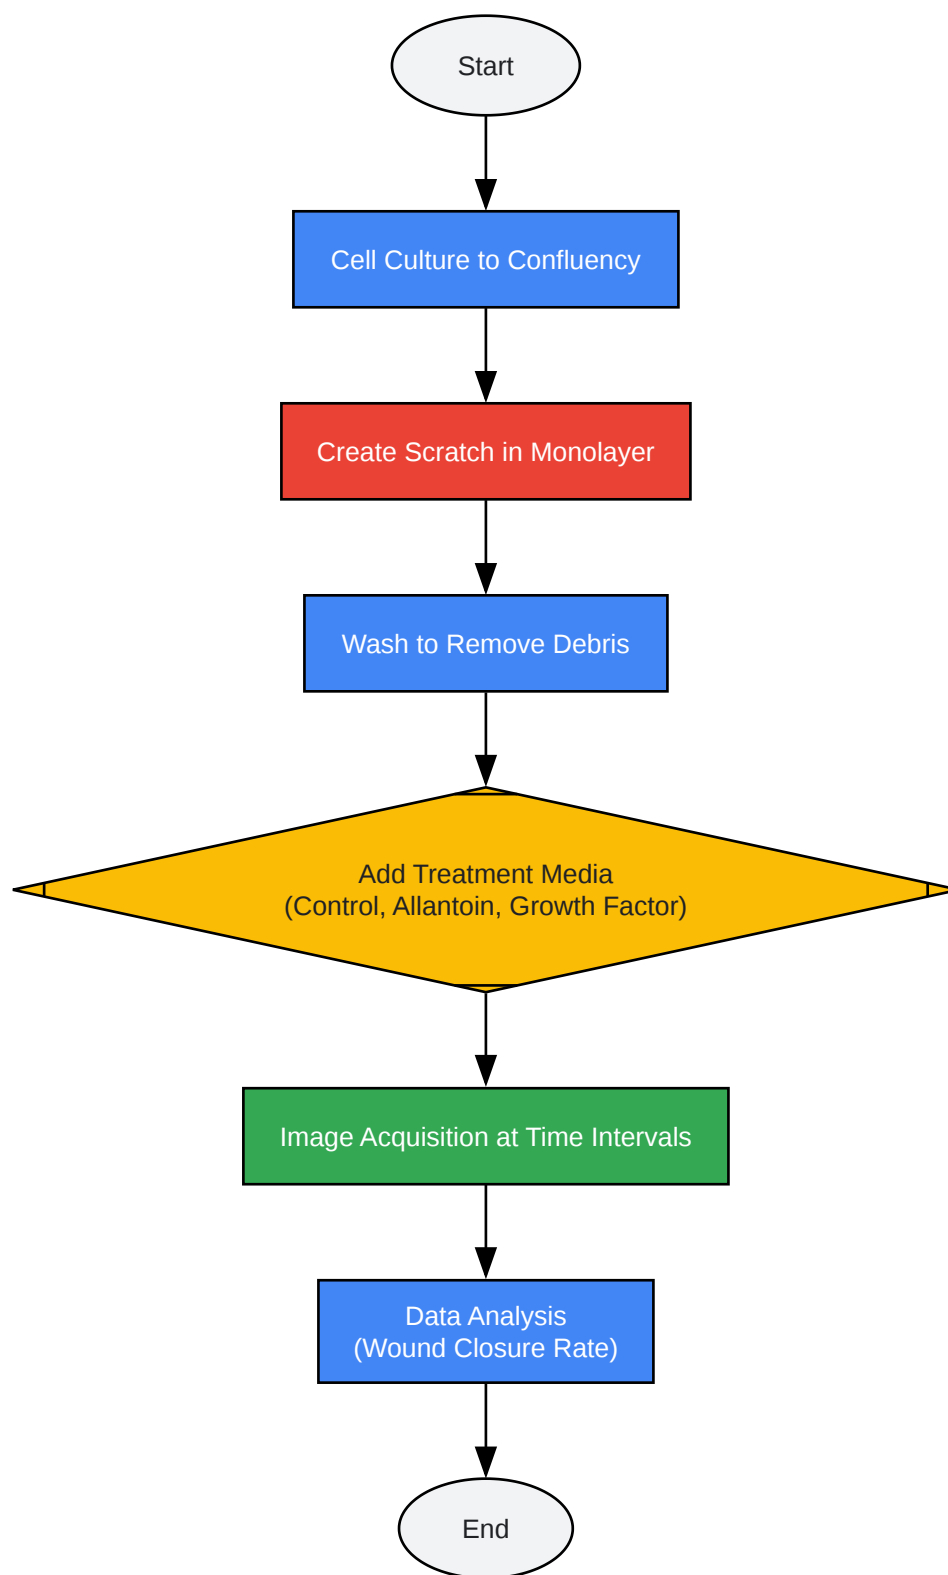 Start
Cell Culture to Confluency
Create Scratch in Monolayer
Wash to Remove Debris
Add Treatment Media
(Control, Allantoin, Growth Factor)
Image Acquisition at Time Intervals
Data Analysis
(Wound Closure Rate)
End